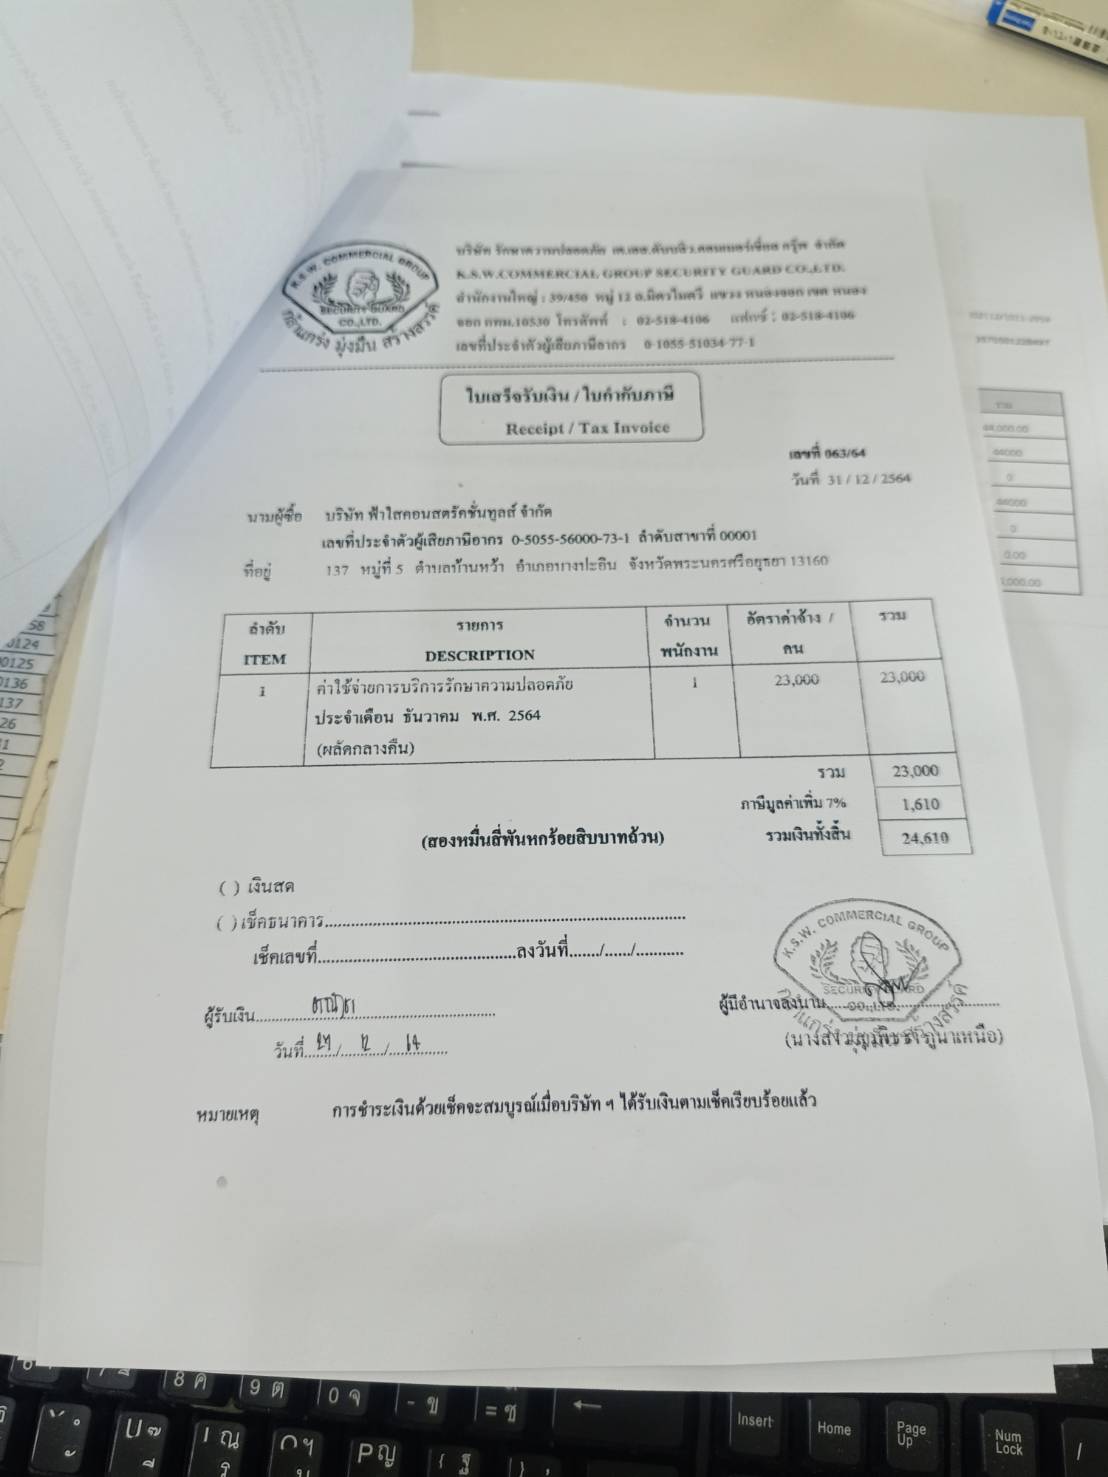 K.S.W. COMMERCIAL GROUP
SECURITY GUARD
CO.,LTD.
กล้าแกร่ง มุ่งมั่น สร้างสรรค์
บริษัท รักษาความปลอดภัย เค.เอส.ดับบลิว.คอมเมอร์เชี่ยล กรุ๊พ จำกัด
K.S.W.COMMERCIAL GROUP SECURITY GUARD CO.,LTD.
สำนักงานใหญ่ : 39/450 หมู่ 12 ถ.มิตรไมตรี แขวง หนองจอก เขต หนอง
จอก กทม.10530 โทรศัพท์ : 02-518-4106 แฟกซ์ : 02-518-4106
เลขที่ประจำตัวผู้เสียภาษีอากร 0-1055-51034-77-1
ใบเสร็จรับเงิน / ใบกำกับภาษี
Receipt / Tax Invoice
เลขที่ 063/64
วันที่ 31 / 12 / 2564
นามผู้ซื้อ บริษัท ฟ้าใสคอนสตรัคชั่นทูลส์ จำกัด
เลขที่ประจำตัวผู้เสียภาษีอากร 0-5055-56000-73-1 ลำดับสาขาที่ 00001
ที่อยู่ 137 หมู่ที่ 5 ตำบลบ้านหว้า อำเภอบางปะอิน จังหวัดพระนครศรีอยุธยา 13160
ลำดับ รายการ จำนวน อัตราค่าจ้าง / รวม
ITEM DESCRIPTION พนักงาน คน
1 ค่าใช้จ่ายการบริการรักษาความปลอดภัย 1 23,000 23,000
ประจำเดือน ธันวาคม พ.ศ. 2564
(ผลัดกลางคืน)
รวม 23,000
ภาษีมูลค่าเพิ่ม 7% 1,610
(สองหมื่นสี่พันหกร้อยสิบบาทถ้วน) รวมเงินทั้งสิ้น 24,610
( ) เงินสด
( ) เช็คธนาคาร
เช็คเลขที่ ลงวันที่ / /
K.S.W. COMMERCIAL GROUP
SECURITY GUARD
CO.,LTD.
ผู้รับเงิน ผู้มีอำนาจลงนาม
วันที่ 29 / 12 / 64
หมายเหตุ การชำระเงินด้วยเช็คจะสมบูรณ์เมื่อบริษัท ฯ ได้รับเงินตามเช็คเรียบร้อยแล้ว
รวม
44,000.00
44000
0
44000
0
0.00
58
0124
00125
0136
137
26
8 ค 9 ต 0 จ - ข = ช ←
Insert Home Page Up Num Lock /
P ญ